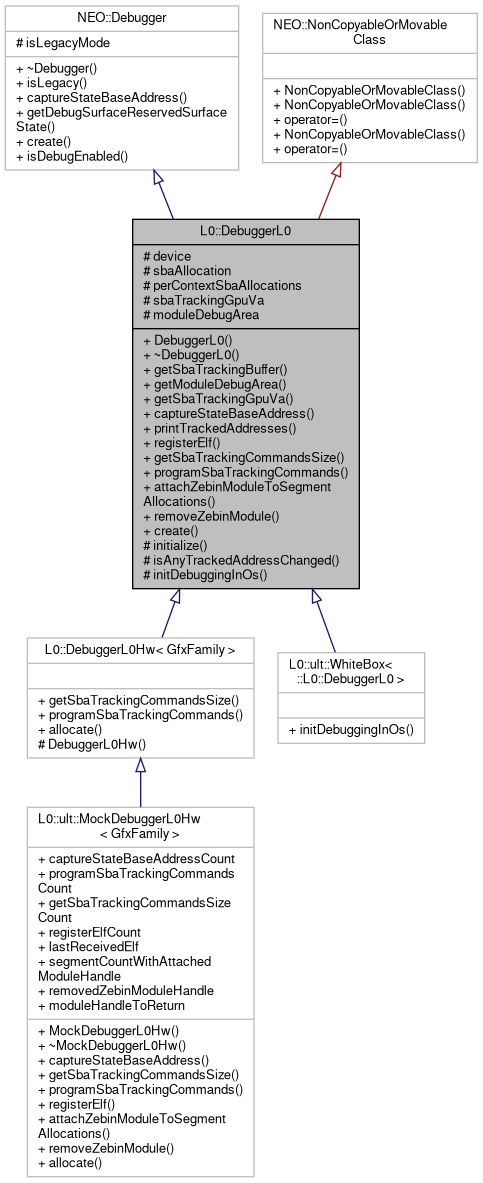 NEO::Debugger
# isLegacyMode
+ ~Debugger()
+ isLegacy()
+ captureStateBaseAddress()
+ getDebugSurfaceReservedSurface
State()
+ create()
+ isDebugEnabled()
NEO::NonCopyableOrMovable
Class
+ NonCopyableOrMovableClass()
+ NonCopyableOrMovableClass()
+ operator=()
+ NonCopyableOrMovableClass()
+ operator=()
L0::DebuggerL0
# device
# sbaAllocation
# perContextSbaAllocations
# sbaTrackingGpuVa
# moduleDebugArea
+ DebuggerL0()
+ ~DebuggerL0()
+ getSbaTrackingBuffer()
+ getModuleDebugArea()
+ getSbaTrackingGpuVa()
+ captureStateBaseAddress()
+ printTrackedAddresses()
+ registerElf()
+ getSbaTrackingCommandsSize()
+ programSbaTrackingCommands()
+ attachZebinModuleToSegment
Allocations()
+ removeZebinModule()
+ create()
# initialize()
# isAnyTrackedAddressChanged()
# initDebuggingInOs()
L0::DebuggerL0Hw< GfxFamily >
+ getSbaTrackingCommandsSize()
+ programSbaTrackingCommands()
+ allocate()
# DebuggerL0Hw()
L0::ult::WhiteBox<
::L0::DebuggerL0 >
+ initDebuggingInOs()
L0::ult::MockDebuggerL0Hw
< GfxFamily >
+ captureStateBaseAddressCount
+ programSbaTrackingCommands
Count
+ getSbaTrackingCommandsSize
Count
+ registerElfCount
+ lastReceivedElf
+ segmentCountWithAttached
ModuleHandle
+ removedZebinModuleHandle
+ moduleHandleToReturn
+ MockDebuggerL0Hw()
+ ~MockDebuggerL0Hw()
+ captureStateBaseAddress()
+ getSbaTrackingCommandsSize()
+ programSbaTrackingCommands()
+ registerElf()
+ attachZebinModuleToSegment
Allocations()
+ removeZebinModule()
+ allocate()